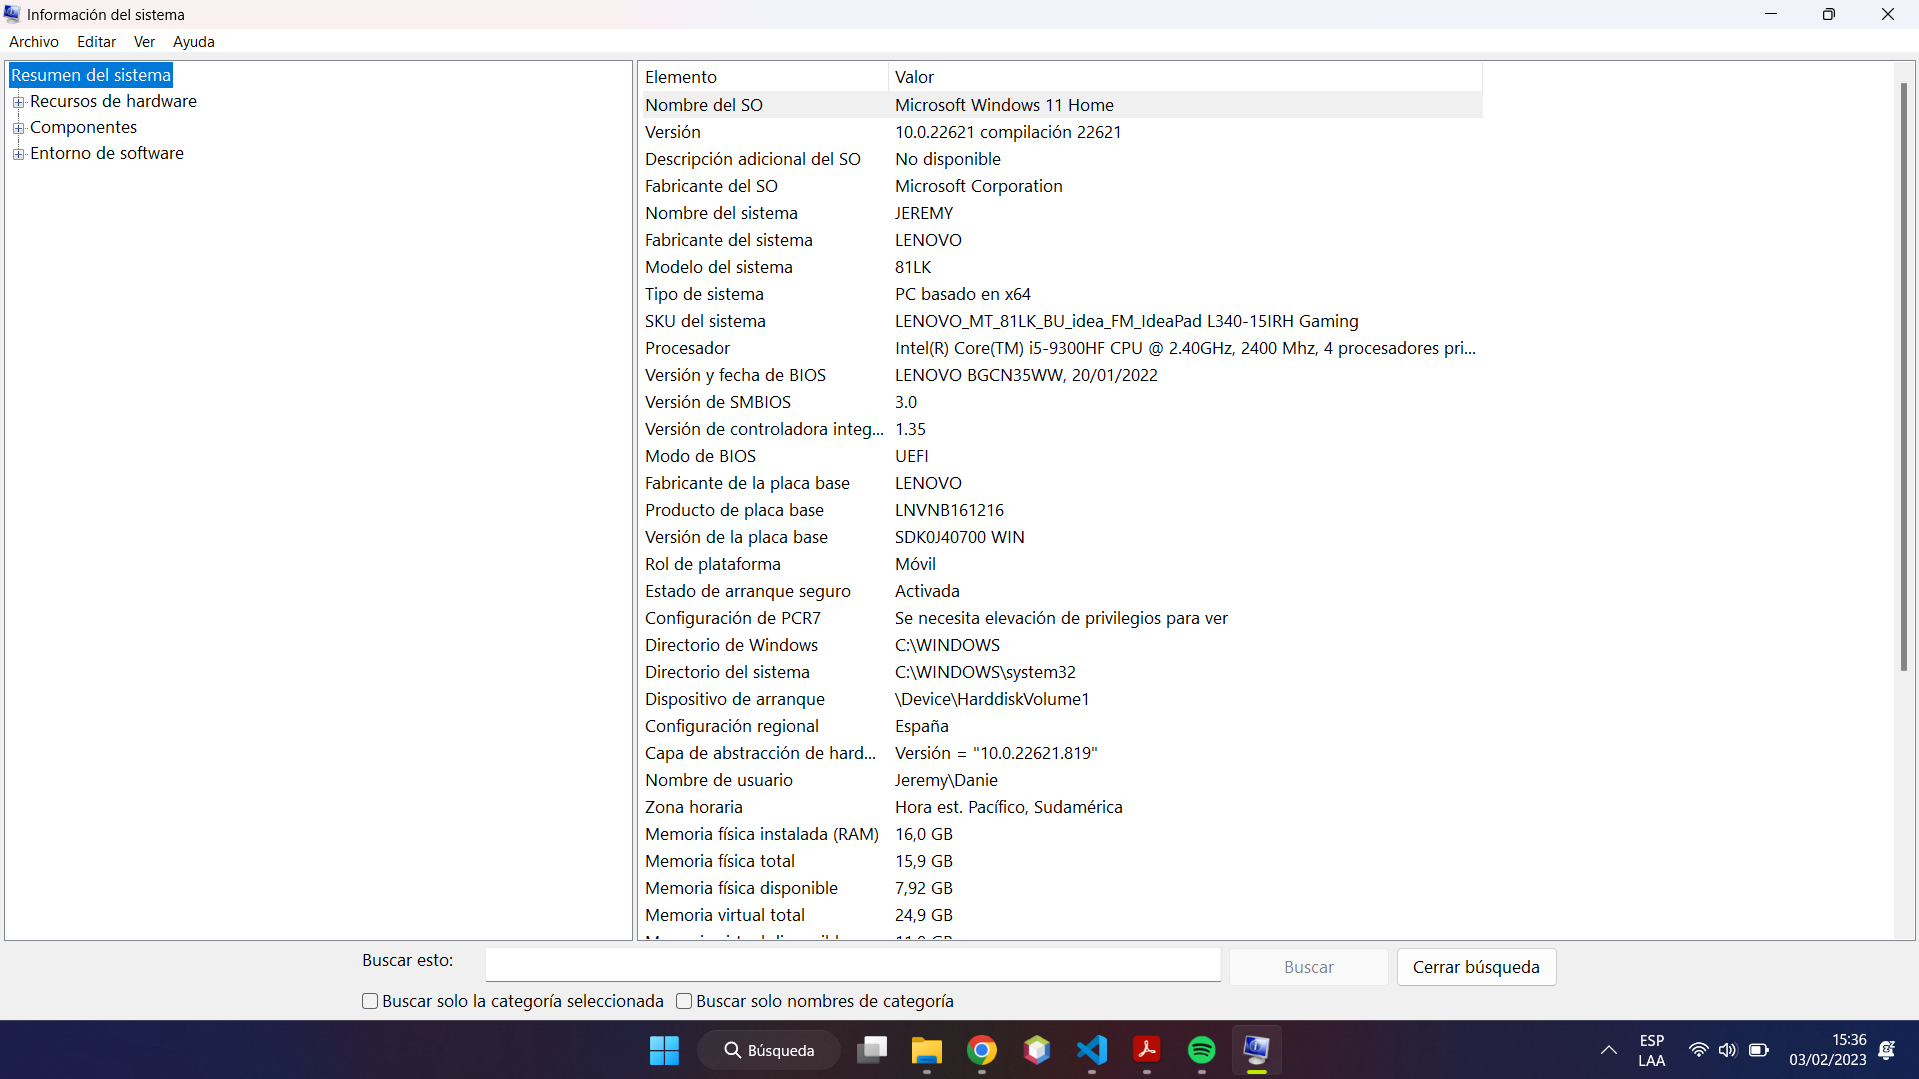 Información del sistema
Archivo Editar Ver Ayuda
Resumen del sistema
Recursos de hardware
Componentes
Entorno de software
Elemento Valor
Nombre del SO Microsoft Windows 11 Home
Versión 10.0.22621 compilación 22621
Descripción adicional del SO No disponible
Fabricante del SO Microsoft Corporation
Nombre del sistema JEREMY
Fabricante del sistema LENOVO
Modelo del sistema 81LK
Tipo de sistema PC basado en x64
SKU del sistema LENOVO_MT_81LK_BU_idea_FM_IdeaPad L340-15IRH Gaming
Procesador Intel(R) Core(TM) i5-9300HF CPU @ 2.40GHz, 2400 Mhz, 4 procesadores pri...
Versión y fecha de BIOS LENOVO BGCN35WW, 20/01/2022
Versión de SMBIOS 3.0
Versión de controladora integ... 1.35
Modo de BIOS UEFI
Fabricante de la placa base LENOVO
Producto de placa base LNVNB161216
Versión de la placa base SDK0J40700 WIN
Rol de plataforma Móvil
Estado de arranque seguro Activada
Configuración de PCR7 Se necesita elevación de privilegios para ver
Directorio de Windows C:\WINDOWS
Directorio del sistema C:\WINDOWS\system32
Dispositivo de arranque \Device\HarddiskVolume1
Configuración regional España
Capa de abstracción de hard... Versión = "10.0.22621.819"
Nombre de usuario Jeremy\Danie
Zona horaria Hora est. Pacífico, Sudamérica
Memoria física instalada (RAM) 16,0 GB
Memoria física total 15,9 GB
Memoria física disponible 7,92 GB
Memoria virtual total 24,9 GB
Buscar esto: Buscar Cerrar búsqueda
Buscar solo la categoría seleccionada Buscar solo nombres de categoría
Búsqueda
ESP
LAA
15:36
03/02/2023